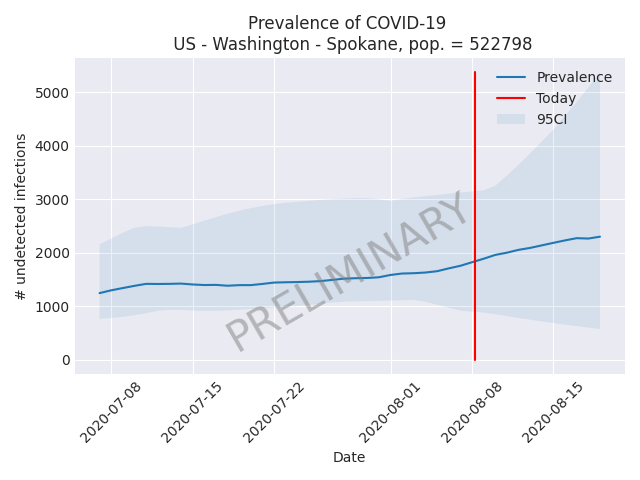 Prevalence of COVID-19
US - Washington - Spokane, pop. = 522798
# undetected infections
5000
4000
3000
2000
1000
0
Prevalence
Today
95CI
PRELIMINARY
2020-07-08
2020-07-15
2020-07-22
2020-08-01
2020-08-08
2020-08-15
Date